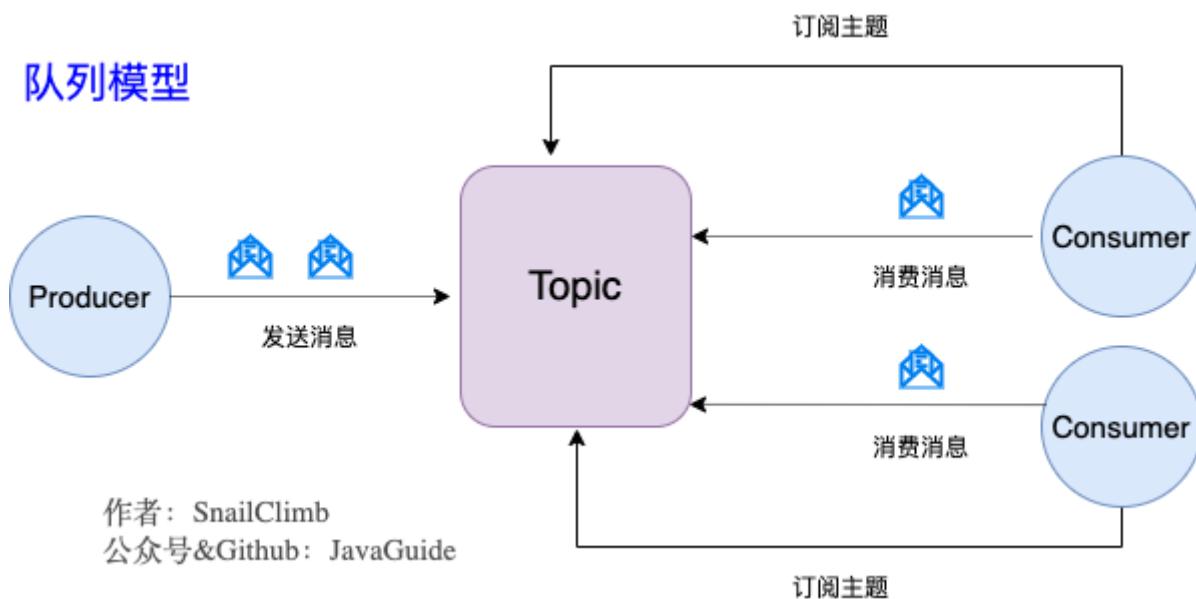 订阅主题
队列模型
Consumer
消费消息
Producer
发送消息
Topic
Consumer
消费消息
作者：SnailClimb
公众号&Github：JavaGuide
订阅主题